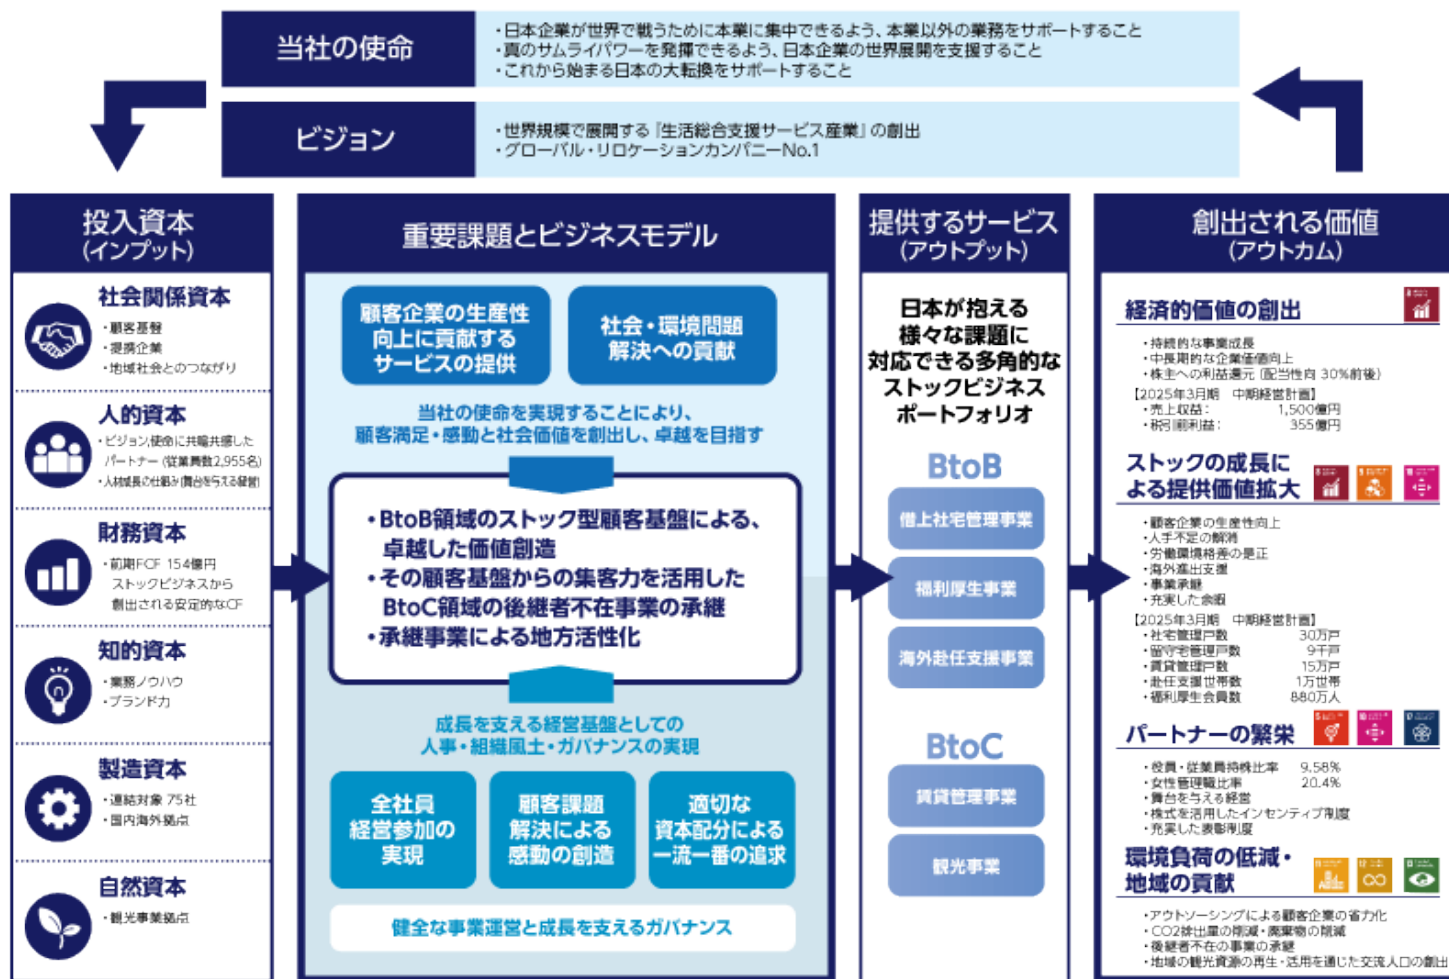 当社の使命
・日本企業が世界で戦うために本業に集中できるよう、本業以外の業務をサポートすること
・真のサムライパワーを発揮できるよう、日本企業の世界展開を支援すること
・これから始まる日本の大転換をサポートすること
ビジョン
・世界規模で展開する『生活総合支援サービス産業』の創出
・グローバル・リロケーションカンパニーNo.1
投入資本
(インプット)
社会関係資本
・顧客基盤
・提携企業
・地域社会とのつながり
人的資本
・ビジョン,使命に共鳴共感した
パートナー (従業員数2,955名)
・人材成長の仕組み(舞台を与える経営)
財務資本
・前期FCF 154億円
ストックビジネスから
創出される安定的なCF
知的資本
・業務ノウハウ
・ブランド力
製造資本
・連結対象 75社
・国内海外拠点
自然資本
・観光事業拠点
重要課題とビジネスモデル
顧客企業の生産性
向上に貢献する
サービスの提供
社会・環境問題
解決への貢献
当社の使命を実現することにより、
顧客満足・感動と社会価値を創出し、卓越を目指す
・BtoB領域のストック型顧客基盤による、
卓越した価値創造
・その顧客基盤からの集客力を活用した
BtoC領域の後継者不在事業の承継
・承継事業による地方活性化
成長を支える経営基盤としての
人事・組織風土・ガバナンスの実現
全社員
経営参加の
実現
顧客課題
解決による
感動の創造
適切な
資本配分による
一流一番の追求
健全な事業運営と成長を支えるガバナンス
提供するサービス
(アウトプット)
日本が抱える
様々な課題に
対応できる多角的な
ストックビジネス
ポートフォリオ
BtoB
借上社宅管理事業
福利厚生事業
海外赴任支援事業
BtoC
賃貸管理事業
観光事業
創出される価値
(アウトカム)
経済的価値の創出
・持続的な事業成長
・中長期的な企業価値向上
・株主への利益還元 (配当性向 30%前後)
【2025年3月期 中期経営計画】
・売上収益: 1,500億円
・税引前利益: 355億円
ストックの成長に
よる提供価値拡大
・顧客企業の生産性向上
・人手不足の解消
・労働環境格差の是正
・海外進出支援
・事業承継
・充実した余暇
【2025年3月期 中期経営計画】
・社宅管理戸数 30万戸
・留守宅管理戸数 9千戸
・賃貸管理戸数 15万戸
・赴任支援世帯数 1万世帯
・福利厚生会員数 880万人
パートナーの繁栄
・役員・従業員持株比率 9.58%
・女性管理職比率 20.4%
・舞台を与える経営
・株式を活用したインセンティブ制度
・充実した表彰制度
環境負荷の低減・
地域の貢献
・アウトソーシングによる顧客企業の省力化
・CO2排出量の削減・廃棄物の削減
・後継者不在の事業の承継
・地域の観光資源の再生・活用を通じた交流人口の創出